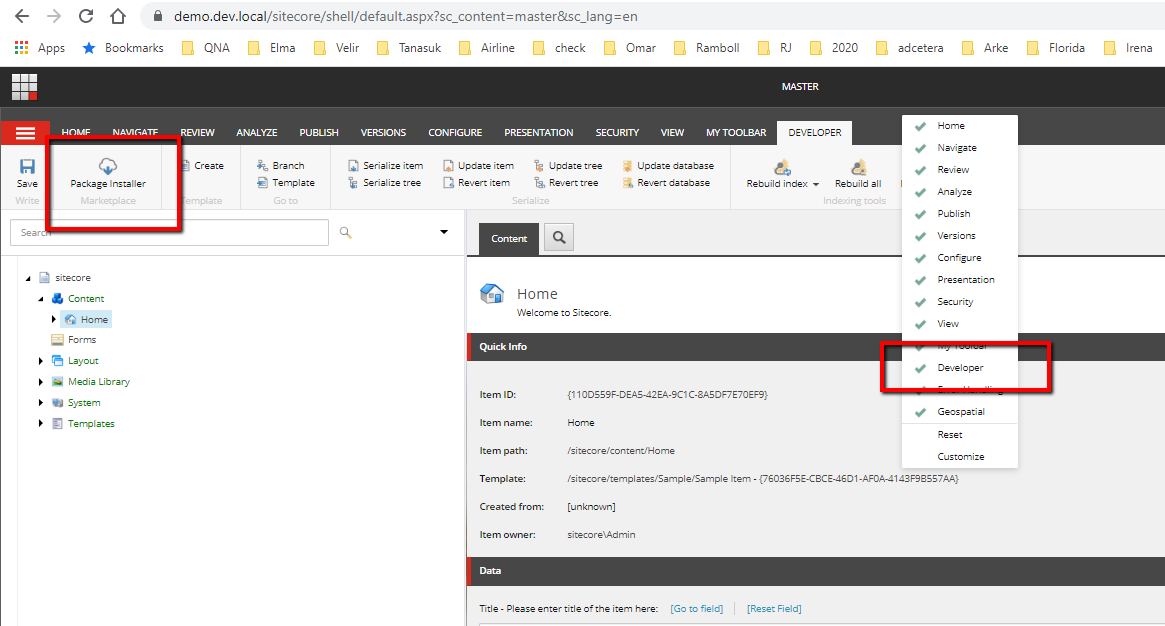 demo.dev.local/sitecore/shell/default.aspx?sc_content=master&sc_lang=en
Apps Bookmarks QNA Elma Velir Tanasuk Airline check Omar Ramboll RJ 2020 adcetera Arke Florida Irena
MASTER
HOME NAVIGATE REVIEW ANALYZE PUBLISH VERSIONS CONFIGURE PRESENTATION SECURITY VIEW MY TOOLBAR DEVELOPER
Save
Write
Package Installer
Marketplace
Create
Template
Branch
Template
Go to
Serialize item Update item Update tree Update database
Serialize tree Revert item Revert tree Revert database
Serialize
Rebuild index Rebuild all
Indexing tools
Home
Navigate
Review
Analyze
Publish
Versions
Configure
Presentation
Security
View
My Toolbar
Developer
Error Handling
Geospatial
Reset
Customize
Search
sitecore
Content
Home
Forms
Layout
Media Library
System
Templates
Content
Home
Welcome to Sitecore.
Quick Info
Item ID: {110D559F-DEA5-42EA-9C1C-8A5DF7E70EF9}
Item name: Home
Item path: /sitecore/content/Home
Template: /sitecore/templates/Sample/Sample Item - {76036F5E-CBCE-46D1-AF0A-4143F9B557AA}
Created from: [unknown]
Item owner: sitecore\Admin
Data
Title - Please enter title of the item here: [Go to field] [Reset Field]